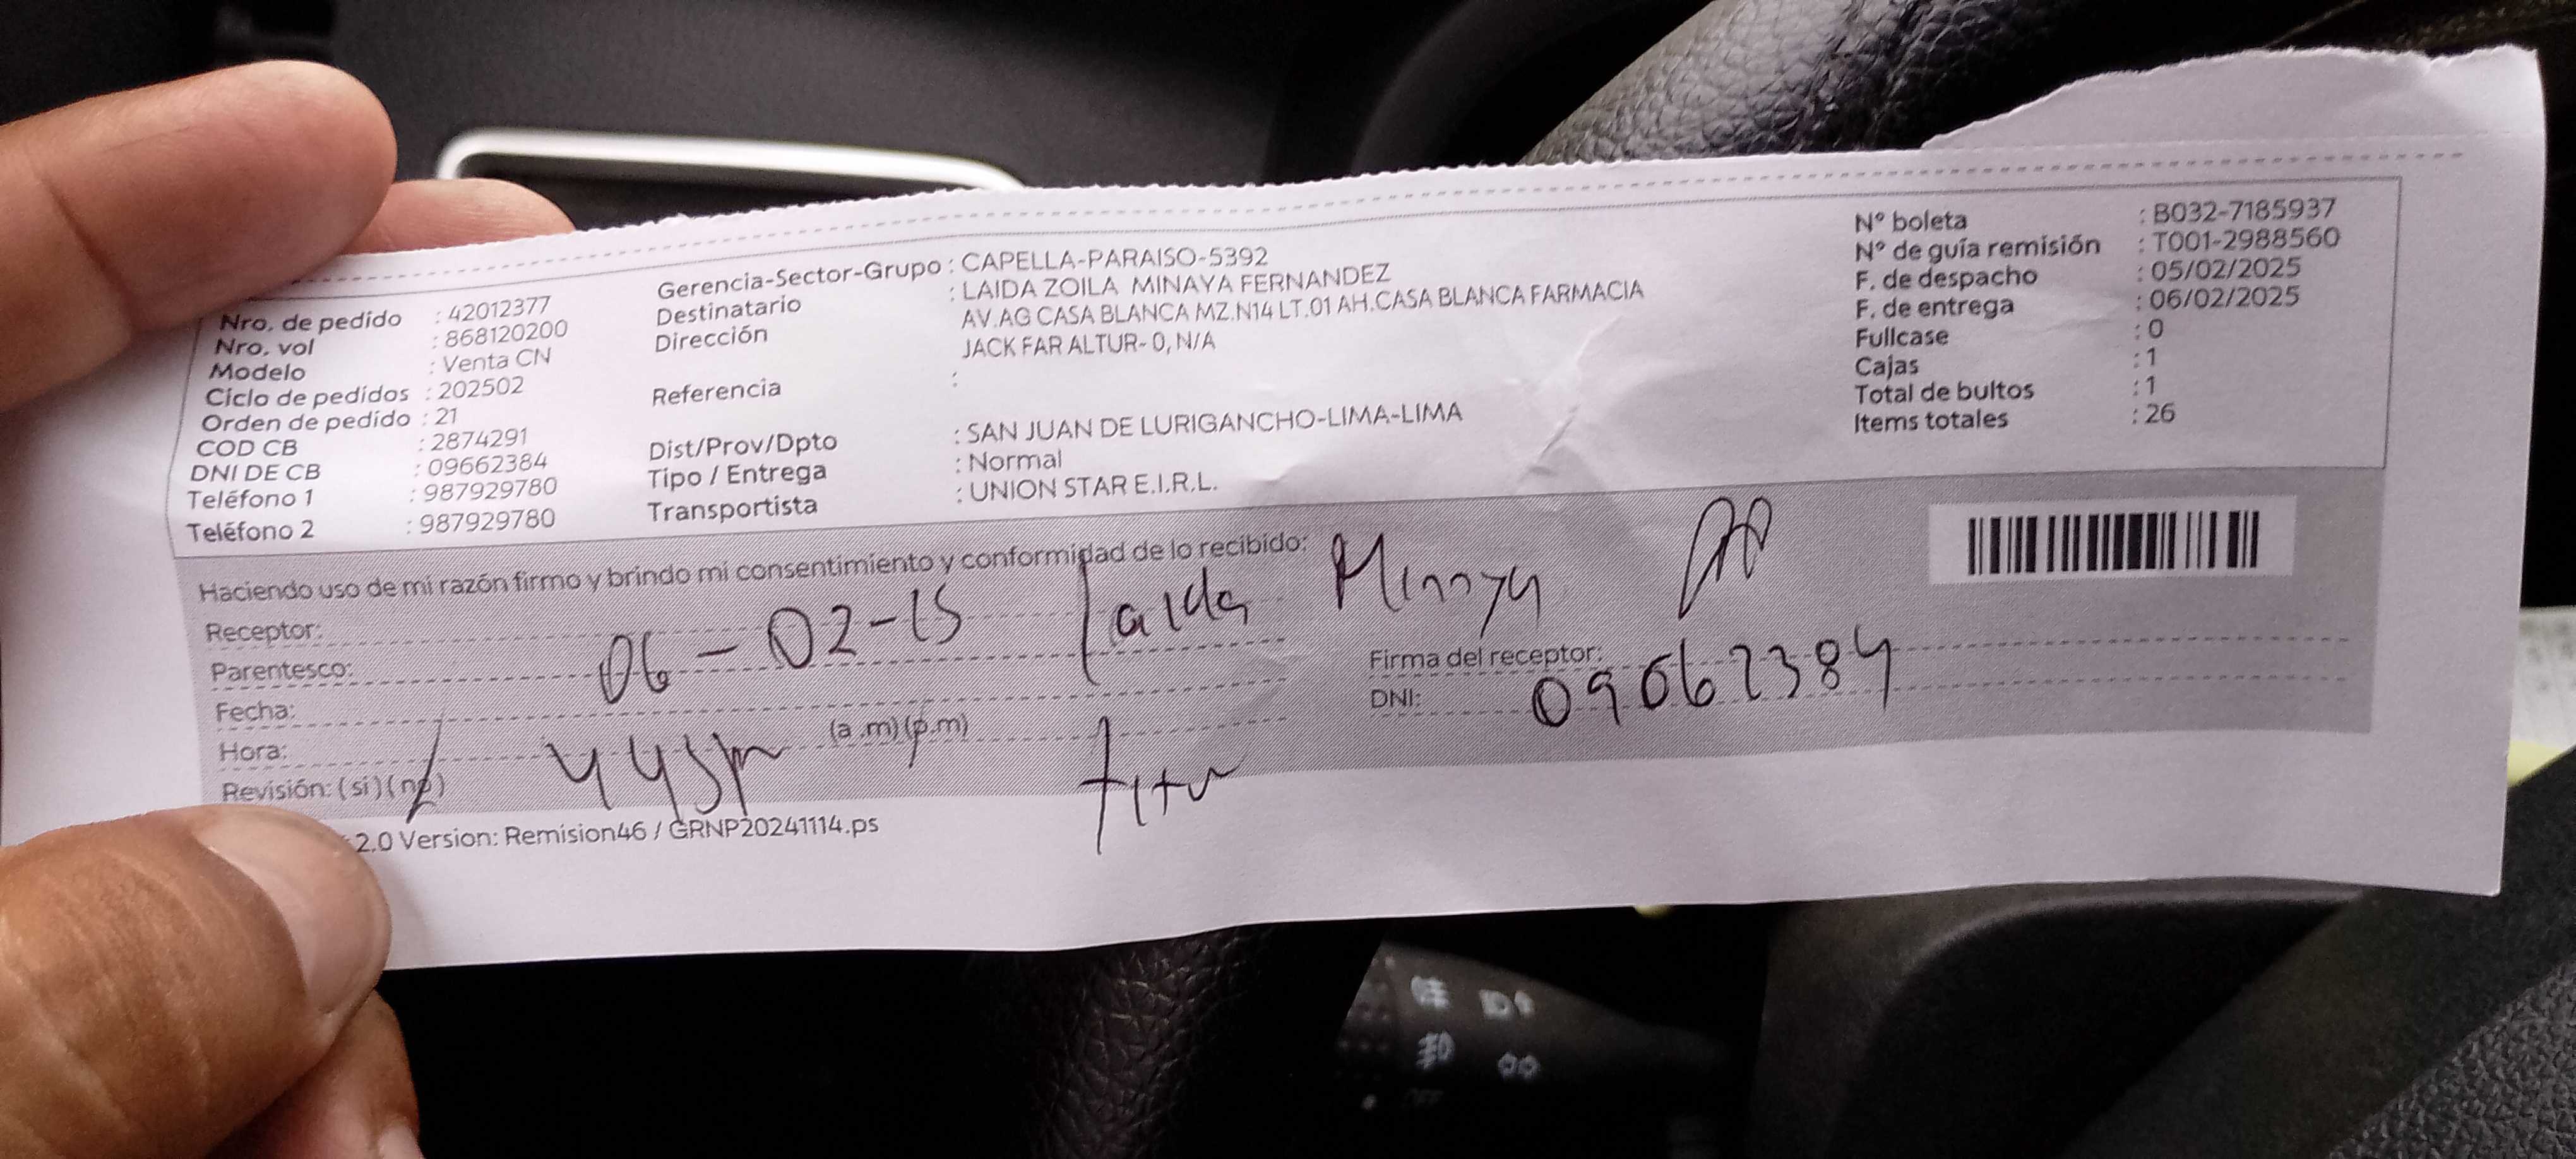 Nro. de pedido : 42012377
Nro. vol : 868120200
Modelo : Venta CN
Ciclo de pedidos : 202502
Orden de pedido : 21
COD CB : 2874291
DNI DE CB : 09662384
Teléfono 1 : 987929780
Teléfono 2 : 987929780
Gerencia-Sector-Grupo : CAPELLA-PARAISO-5392
Destinatario : LAIDA ZOILA MINAYA FERNANDEZ
Dirección AV.AG CASA BLANCA MZ.N14 LT.01 AH.CASA BLANCA FARMACIA
JACK FAR ALTUR- 0, N/A
Referencia :
Dist/Prov/Dpto : SAN JUAN DE LURIGANCHO-LIMA-LIMA
Tipo / Entrega : Normal
Transportista : UNION STAR E.I.R.L.
Nº boleta : B032-7185937
Nº de guía remisión : T001-2988560
F. de despacho : 05/02/2025
F. de entrega : 06/02/2025
Fullcase : 0
Cajas : 1
Total de bultos : 1
Items totales : 26
Haciendo uso de mi razón firmo y brindo mi consentimiento y conformidad de lo recibido:
Receptor: Laida Minaya
Parentesco:
Fecha: 06-02-25
Hora: (a.m)(p.m)
Revisión: (si)(no)
Firma del receptor:
DNI: 09662384
2.0 Version: Remision46 / GRNP20241114.ps